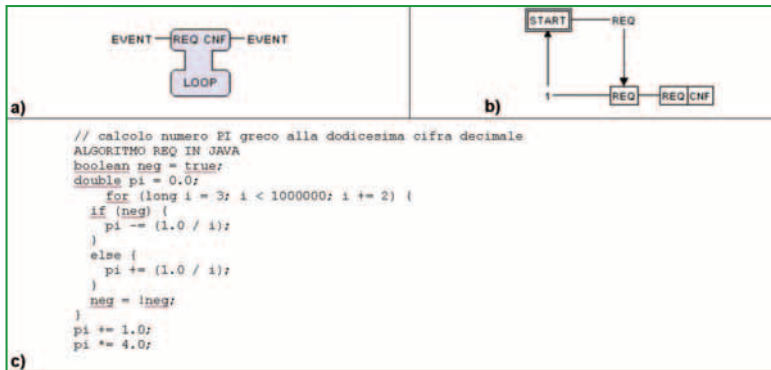 EVENT REQ CNF EVENT
LOOP
a)
START REQ
1 REQ REQ CNF
b)
// calcolo numero PI greco alla dodicesima cifra decimale
ALGORITMO REQ IN JAVA
boolean neg = true;
double pi = 0.0;
for (long i = 3; i < 1000000; i += 2) {
if (neg) {
pi -= (1.0 / i);
}
else {
pi += (1.0 / i);
}
neg = !neg;
}
pi += 1.0;
pi *= 4.0;
c)